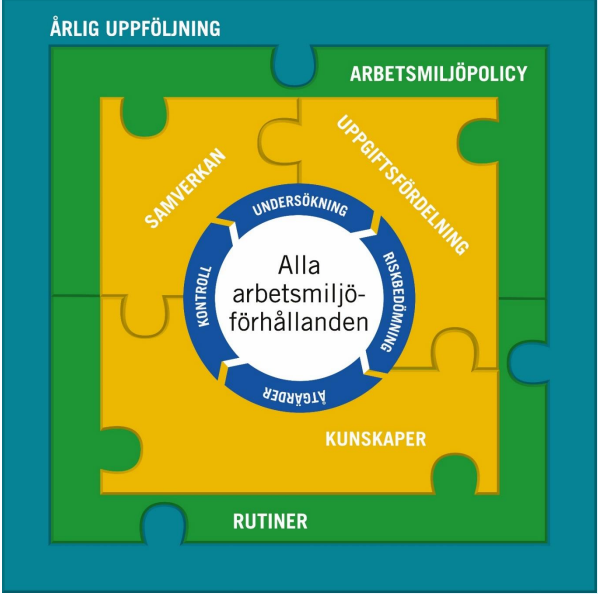 ÅRLIG UPPFÖLJNING
ARBETSMILJÖPOLICY
SAMVERKAN
UPPGIFTSFÖRDELNING
UNDERSÖKNING
RISKBEDÖMNING
ÅTGÄRDER
KONTROLL
Alla
arbetsmiljö-
förhållanden
KUNSKAPER
RUTINER